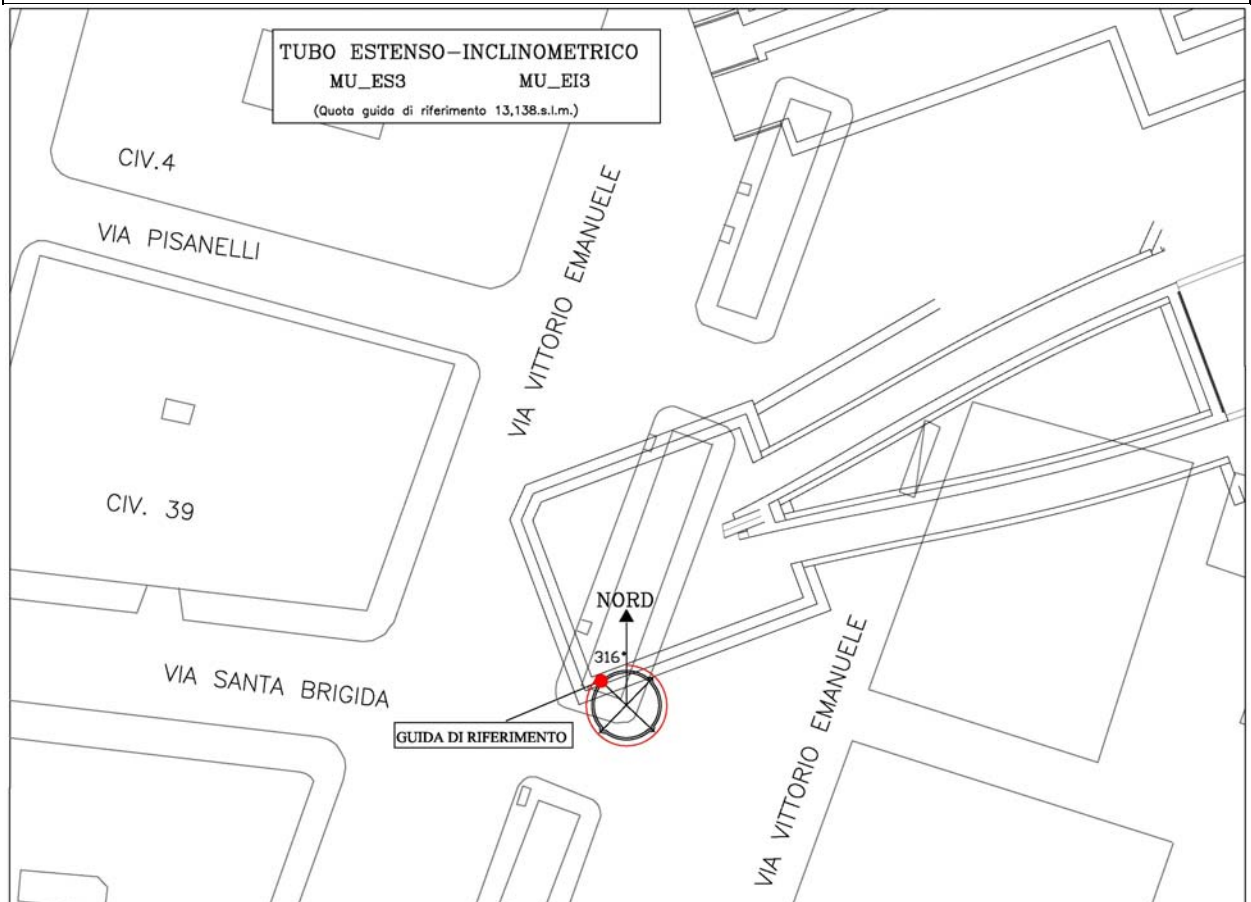 TUBO ESTENSO-INCLINOMETRICO
MU_ES3 MU_EI3
(Quota guida di riferimento 13,138.s.l.m.)
CIV.4
VIA PISANELLI
VIA VITTORIO EMANUELE
CIV. 39
NORD
316°
VIA SANTA BRIGIDA
GUIDA DI RIFERIMENTO
VIA VITTORIO EMANUELE